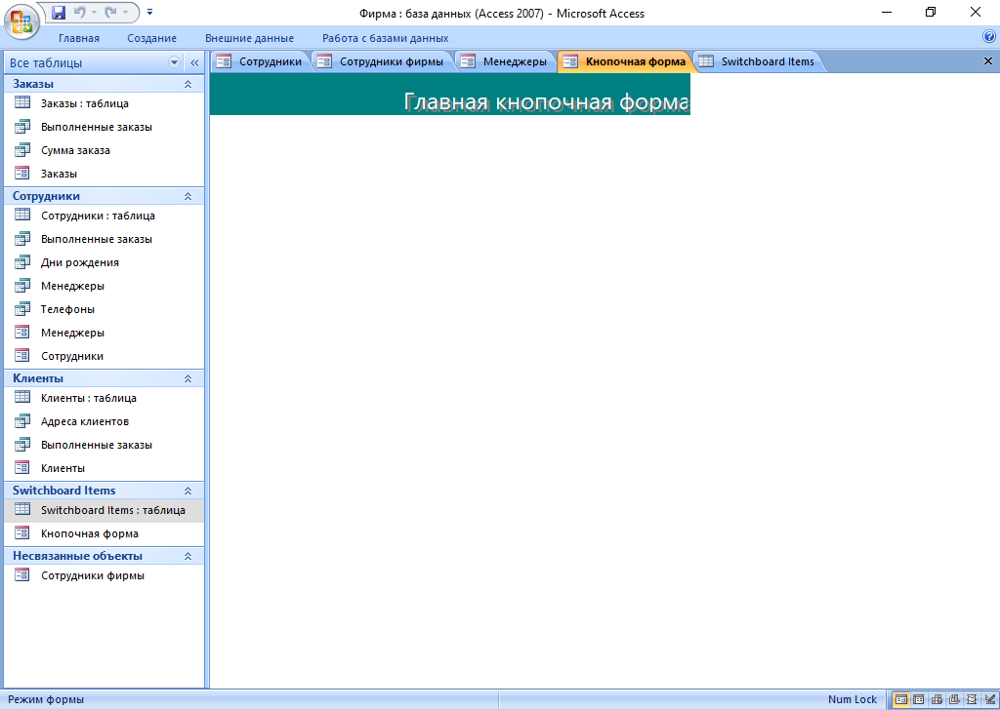 Фирма : база данных (Access 2007) - Microsoft Access
Главная Создание Внешние данные Работа с базами данных
Все таблицы
Сотрудники Сотрудники фирмы Менеджеры Кнопочная форма Switchboard Items
Главная кнопочная форма
Заказы
Заказы : таблица
Выполненные заказы
Сумма заказа
Заказы
Сотрудники
Сотрудники : таблица
Выполненные заказы
Дни рождения
Менеджеры
Телефоны
Менеджеры
Сотрудники
Клиенты
Клиенты : таблица
Адреса клиентов
Выполненные заказы
Клиенты
Switchboard Items
Switchboard Items : таблица
Кнопочная форма
Несвязанные объекты
Сотрудники фирмы
Режим формы
Num Lock